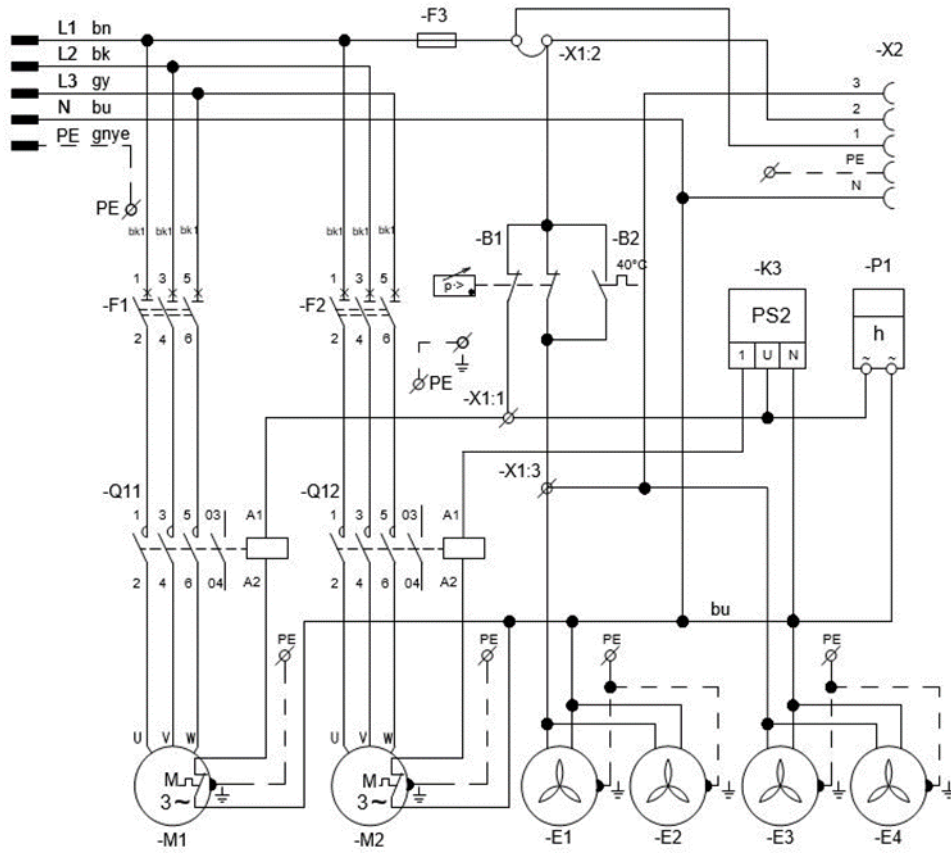 L1 bn
L2 bk
L3 gy
N bu
PE gnye
-F3
-X1:2
-X2
3
2
1
PE
N
PE
bk1 bk1 bk1
bk1 bk1 bk1
-B1
-B2
40°C
p->
-K3
PS2
1 U N
-P1
h
~ ~
1 3 5
-F1
2 4 6
1 3 5
-F2
2 4 6
PE
-X1:1
-X1:3
-Q11
1 3 5 03 A1
2 4 6 04 A2
-Q12
1 3 5 03 A1
2 4 6 04 A2
bu
PE
PE
PE
PE
U V W
M
3~
-M1
U V W
M
3~
-M2
-E1
-E2
-E3
-E4